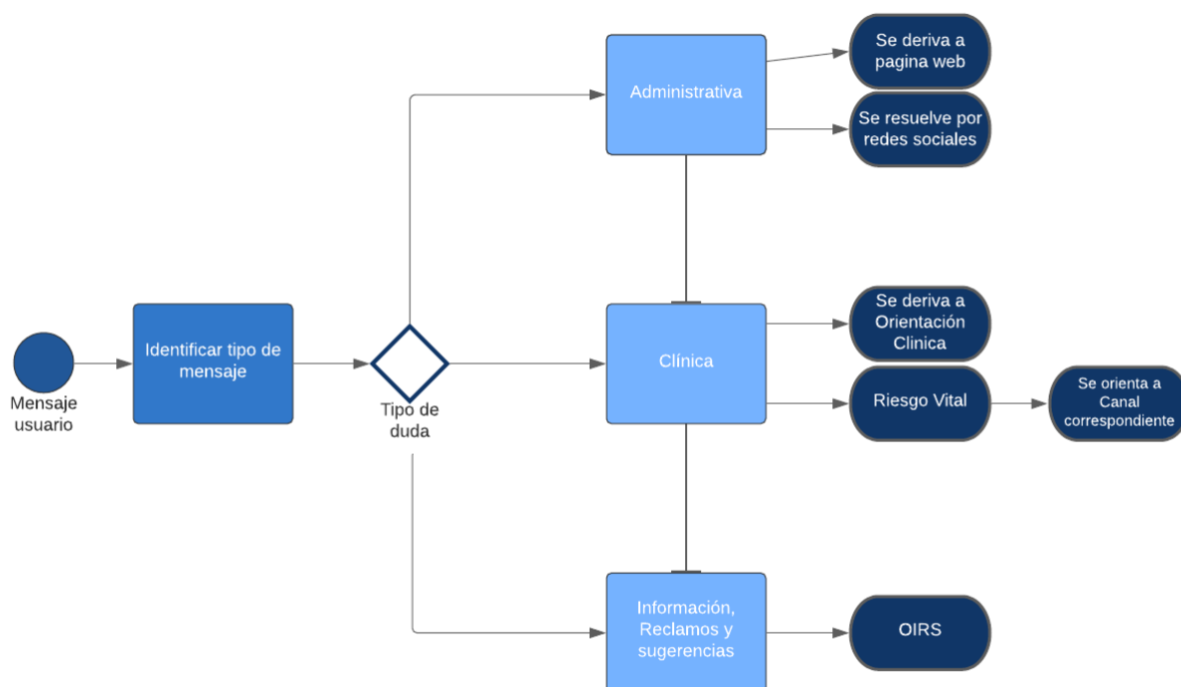 Mensaje
usuario
Identificar tipo de
mensaje
Tipo de
duda
Administrativa
Se deriva a
pagina web
Se resuelve por
redes sociales
Clínica
Se deriva a
Orientación
Clinica
Riesgo Vital
Se orienta a
Canal
correspondiente
Información,
Reclamos y
sugerencias
OIRS